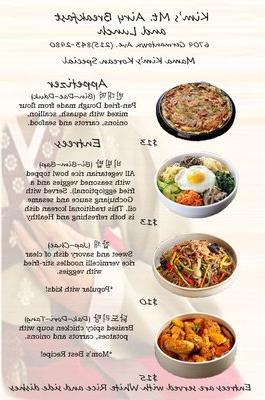 Kim's Mt. Airy Breakfast
and Lunch
6704 Germantown Ave. (215)843-2980
Mama Kim's Korean Special
Appetizer
빈대떡 (Bin-Dae-Dduk)
Pan-fried Dough made from flour
mixed with squash, scallion,
onions, carrots and seafood.
$13
Entrees
비빔밥 (Bi-Bim-Bap)
All vegetarian rice bowl topped
with seasoned veggies and a
fried egg(optional). Served with
Gochujang sauce and sesame
oil. This traditional korean dish
is both refreshing and Healthy
$13
잡채 (Jap-Chae)
Sweet and savory dish of clear
rice vermicelli noodles stir-fried
with veggies.
*Popular with kids!*
$10
닭도리탕 (Dak-Dori-Tang)
Braised spicy chicken soup with
potatoes, carrots and onions.
*Mom's Best Recipe!*
$15
Entrees are served with White Rice and side dishes